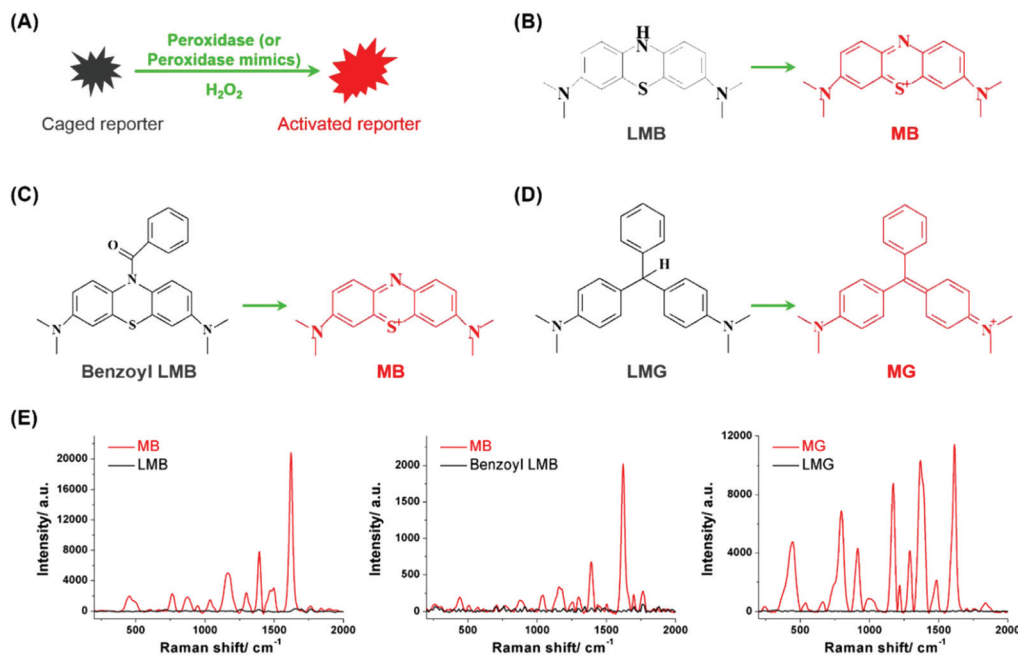 (A)
Peroxidase (or
Peroxidase mimics)
H₂O₂
Caged reporter
Activated reporter
(B)
H
N
S
N
N
LMB
N
S⁺
N
N
MB
(C)
O
N
N
S
N
Benzoyl LMB
N
S⁺
N
N
MB
(D)
H
N
N
LMG
N
N⁺
MG
(E)
MB
LMB
Intensity/ a.u.
20000
16000
12000
8000
4000
0
500
1000
1500
2000
Raman shift/ cm⁻¹
MB
Benzoyl LMB
Intensity/ a.u.
2000
1500
1000
500
0
500
1000
1500
2000
Raman shift/ cm⁻¹
MG
LMG
Intensity/ a.u.
12000
8000
4000
0
500
1000
1500
2000
Raman shift/ cm⁻¹